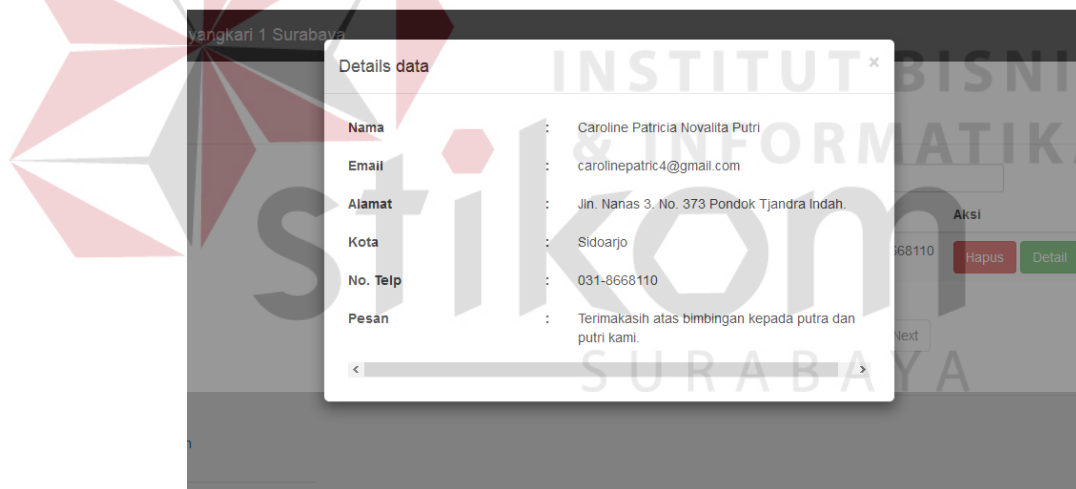 yangkari 1 Surabaya
Details data ×
INSTITUT BISNI
& INFORMATIKA
stikom
SURABAYA
Nama : Caroline Patricia Novalita Putri
Email : carolinepatric4@gmail.com
Alamat : Jln. Nanas 3. No. 373 Pondok Tjandra Indah.
Kota : Sidoarjo
No. Telp : 031-8668110
Pesan : Terimakasih atas bimbingan kepada putra dan
putri kami.
Aksi
668110 Hapus Detail
Next
n